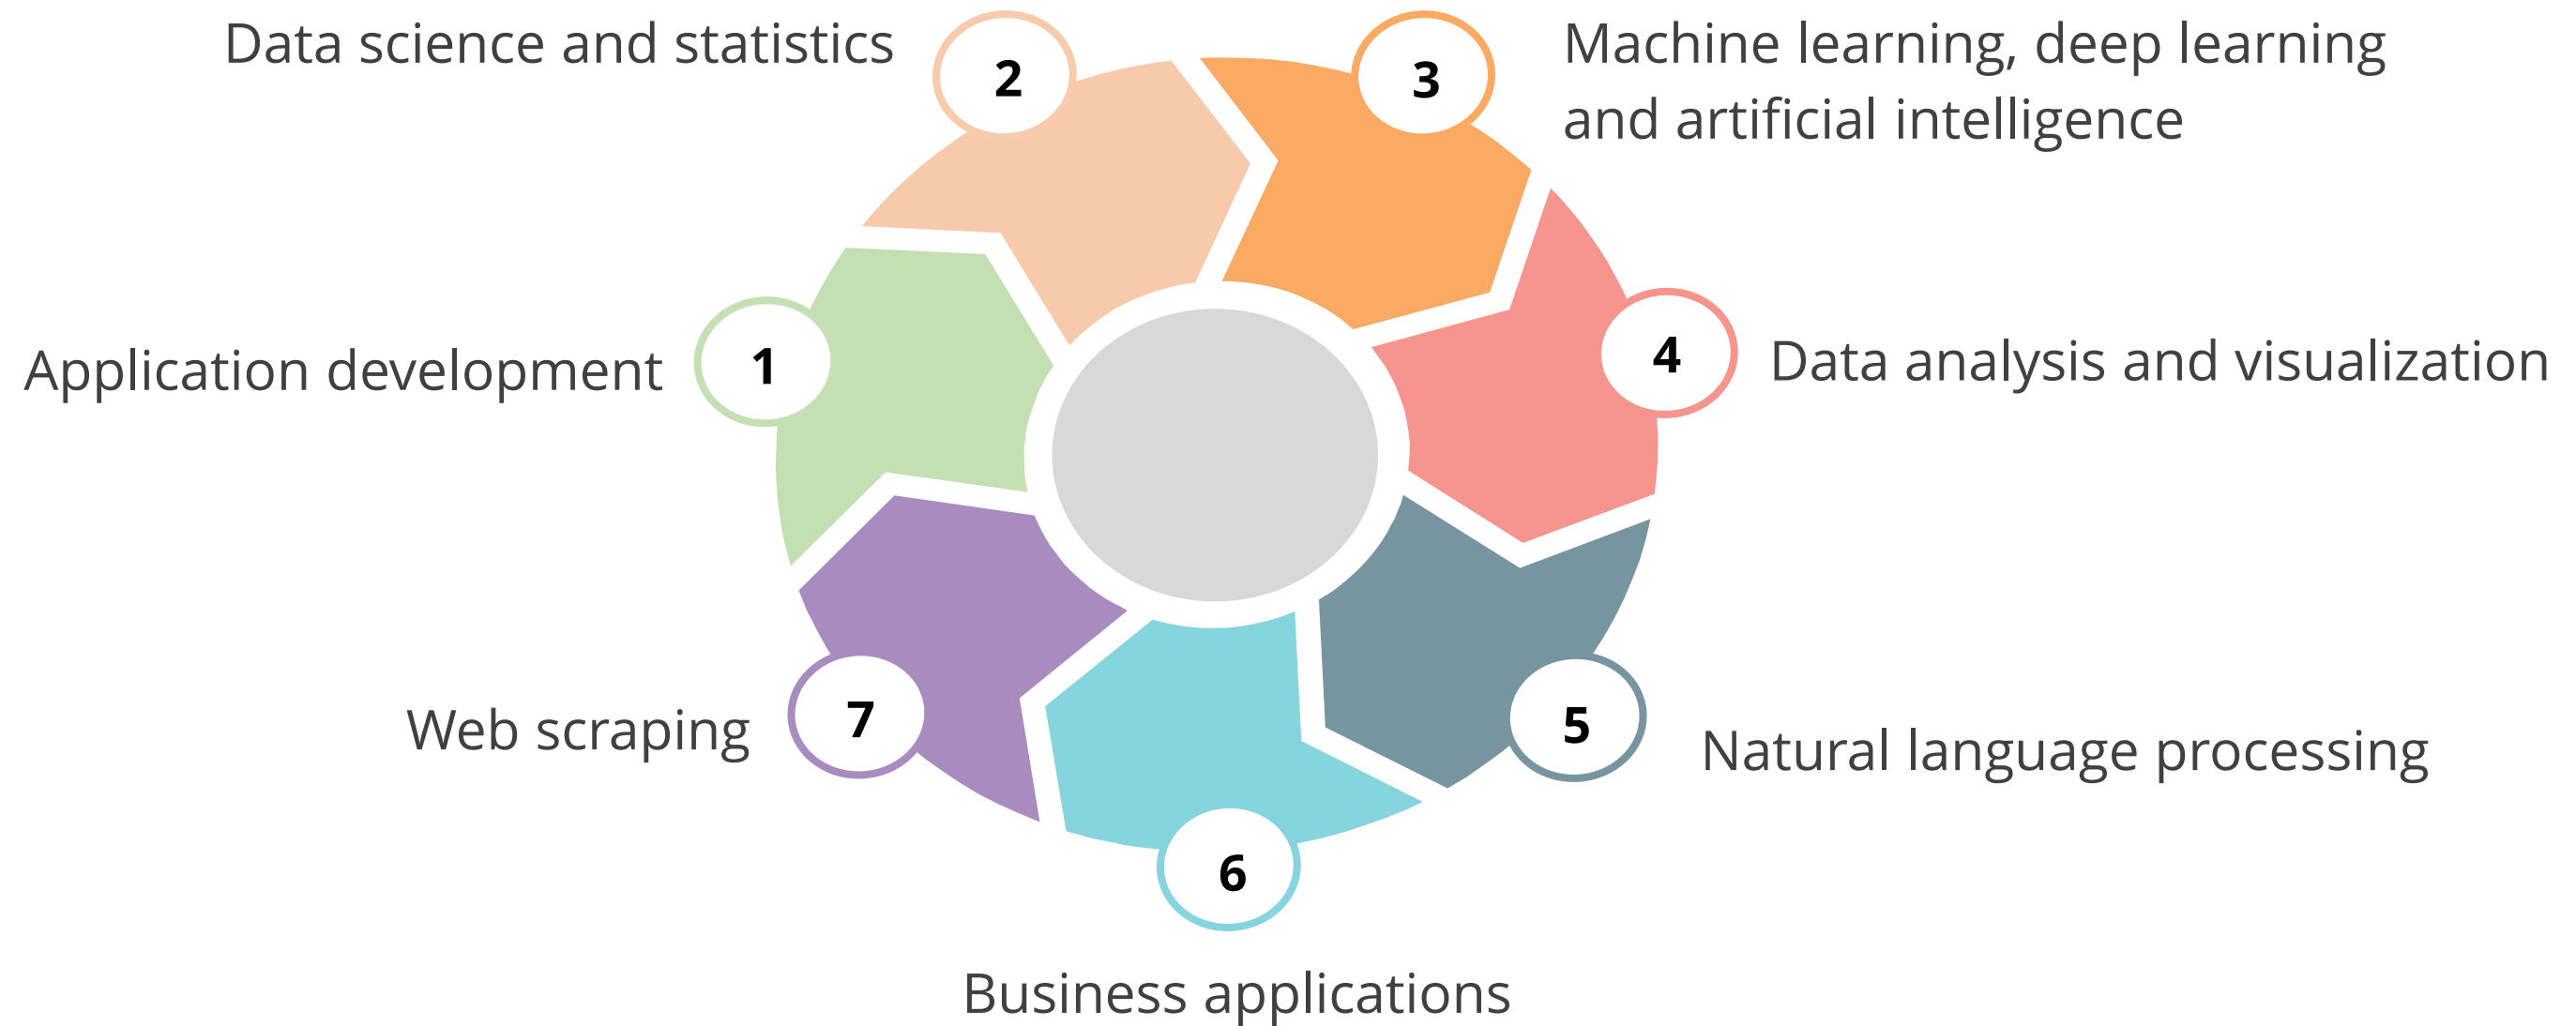 Data science and statistics
2
3
Machine learning, deep learning
and artificial intelligence
Application development
1
4
Data analysis and visualization
Web scraping
7
5
Natural language processing
6
Business applications